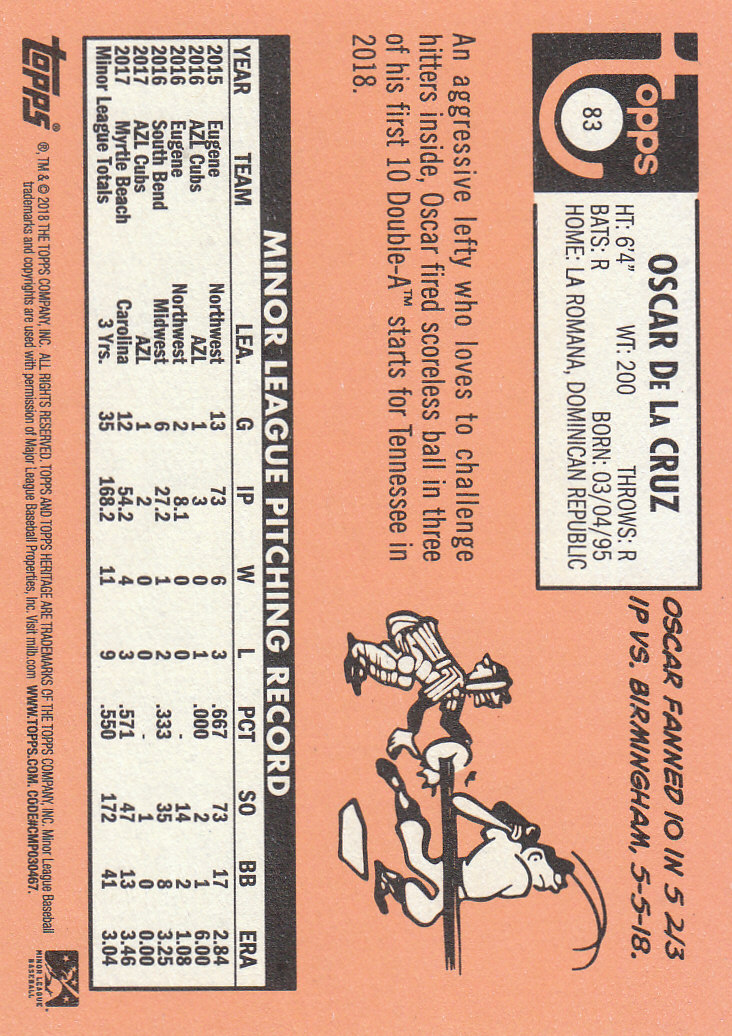 Topps
83
OSCAR DE LA CRUZ
HT: 6'4" WT: 200 THROWS: R
BATS: R BORN: 03/04/95
HOME: LA ROMANA, DOMINICAN REPUBLIC
OSCAR FANNED 10 IN 5 2/3
IP VS. BIRMINGHAM, 5-5-18.
An aggressive lefty who loves to challenge
hitters inside, Oscar fired scoreless ball in three
of his first 10 Double-A™ starts for Tennessee in
2018.
MINOR LEAGUE PITCHING RECORD
YEAR TEAM LEA. G IP W L PCT SO BB ERA
2015 Eugene Northwest 13 73 6 3 .667 73 17 2.84
2016 AZL Cubs AZL 1 3 0 1 .000 2 1 6.00
2016 Eugene Northwest 2 8.1 0 0 - 14 2 1.08
2016 South Bend Midwest 6 27.2 1 2 .333 35 8 3.25
2017 AZL Cubs AZL 1 2 0 0 - 1 0 0.00
2017 Myrtle Beach Carolina 12 54.2 4 3 .571 47 13 3.46
Minor League Totals 3 Yrs. 35 168.2 11 9 .550 172 41 3.04
Topps®
®, TM & © 2018 THE TOPPS COMPANY, INC. ALL RIGHTS RESERVED. TOPPS AND TOPPS HERITAGE ARE TRADEMARKS OF THE TOPPS COMPANY, INC. Minor League Baseball
trademarks and copyrights are used with permission of Major League Baseball Properties, Inc. Visit milb.com WWW.TOPPS.COM. CODE#CMP030467.
MINOR LEAGUE
BASEBALL